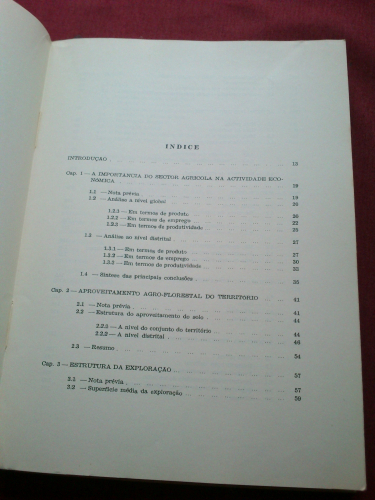 INDICE
INTRODUÇÃO 13
Cap. 1 — A IMPORTÂNCIA DO SECTOR AGRÍCOLA NA ACTIVIDADE ECO-
NÓMICA 19
1.1 — Nota prévia 19
1.2 — Análise a nível global 20
1.2.1 — Em termos de produto 20
1.2.2 — Em termos de emprego 22
1.2.3 — Em termos de produtividade 25
1.3 — Análise ao nível distrital 27
1.3.1 — Em termos de produto 27
1.3.2 — Em termos de emprego 30
1.3.3 — Em termos de produtividade 33
1.4 — Síntese das principais conclusões 35
Cap. 2 — APROVEITAMENTO AGRO-FLORESTAL DO TERRITÓRIO 41
2.1 — Nota prévia 41
2.2 — Estrutura do aproveitamento do solo 44
2.2.1 — A nível do conjunto do território 44
2.2.2 — A nível distrital 46
2.3 — Resumo 54
Cap. 3 — ESTRUTURA DA EXPLORAÇÃO 57
3.1 — Nota prévia 57
3.2 — Superfície média da exploração 59